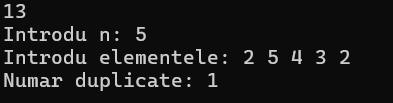 13
Introdu n: 5
Introdu elementele: 2 5 4 3 2
Numar duplicate: 1